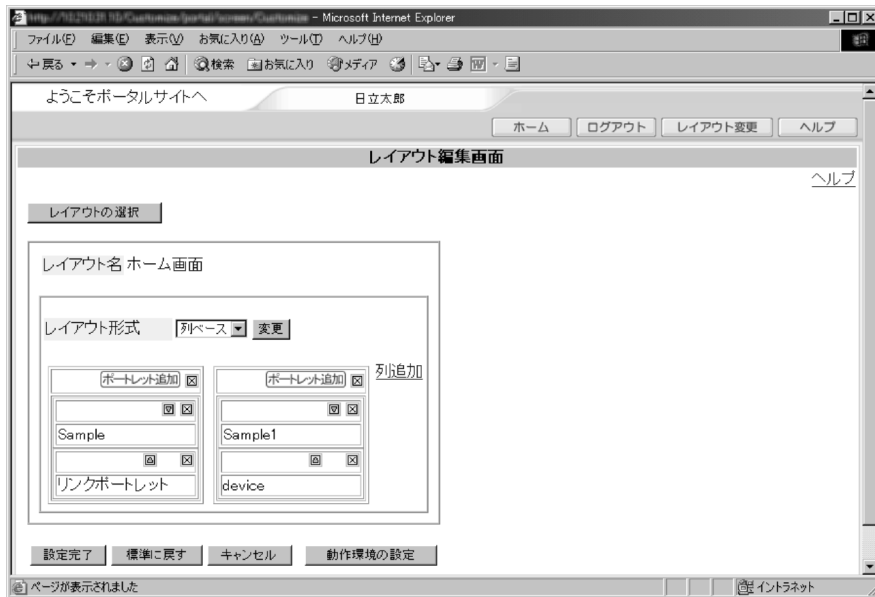 - Microsoft Internet Explorer
ファイル(F) 編集(E) 表示(V) お気に入り(A) ツール(T) ヘルプ(H)
戻る 検索 お気に入り メディア
ようこそポータルサイトへ 日立太郎
ホーム ログアウト レイアウト変更 ヘルプ
レイアウト編集画面
ヘルプ
レイアウトの選択
レイアウト名 ホーム画面
レイアウト形式 列ベース 変更
ポートレット追加 ポートレット追加 列追加
Sample Sample1
リンクポートレット device
設定完了 標準に戻す キャンセル 動作環境の設定
ページが表示されました イントラネット